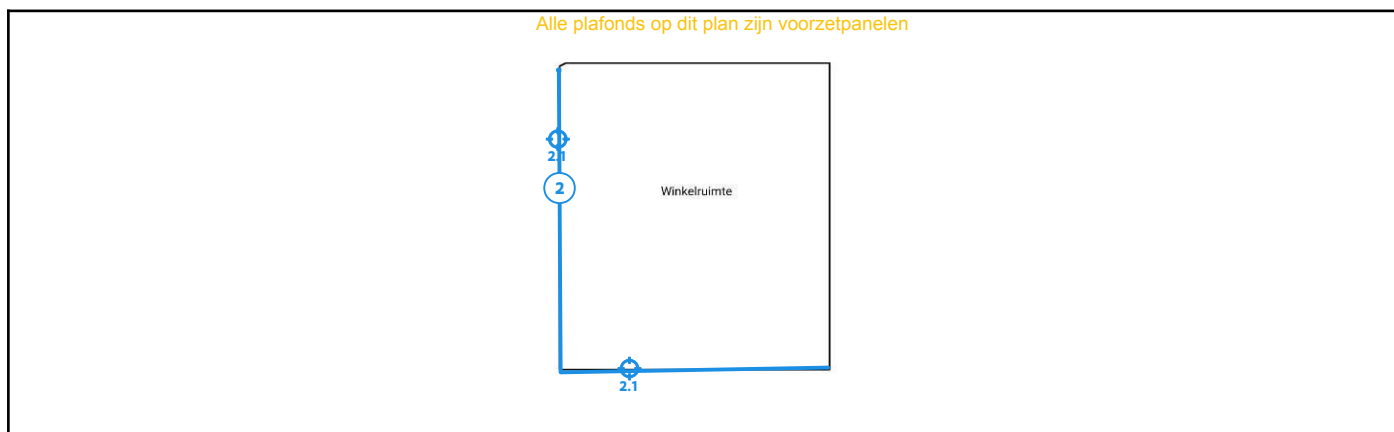 Alle plafonds op dit plan zijn voorzetpanelen
2.1
2
Winkelruimte
2.1